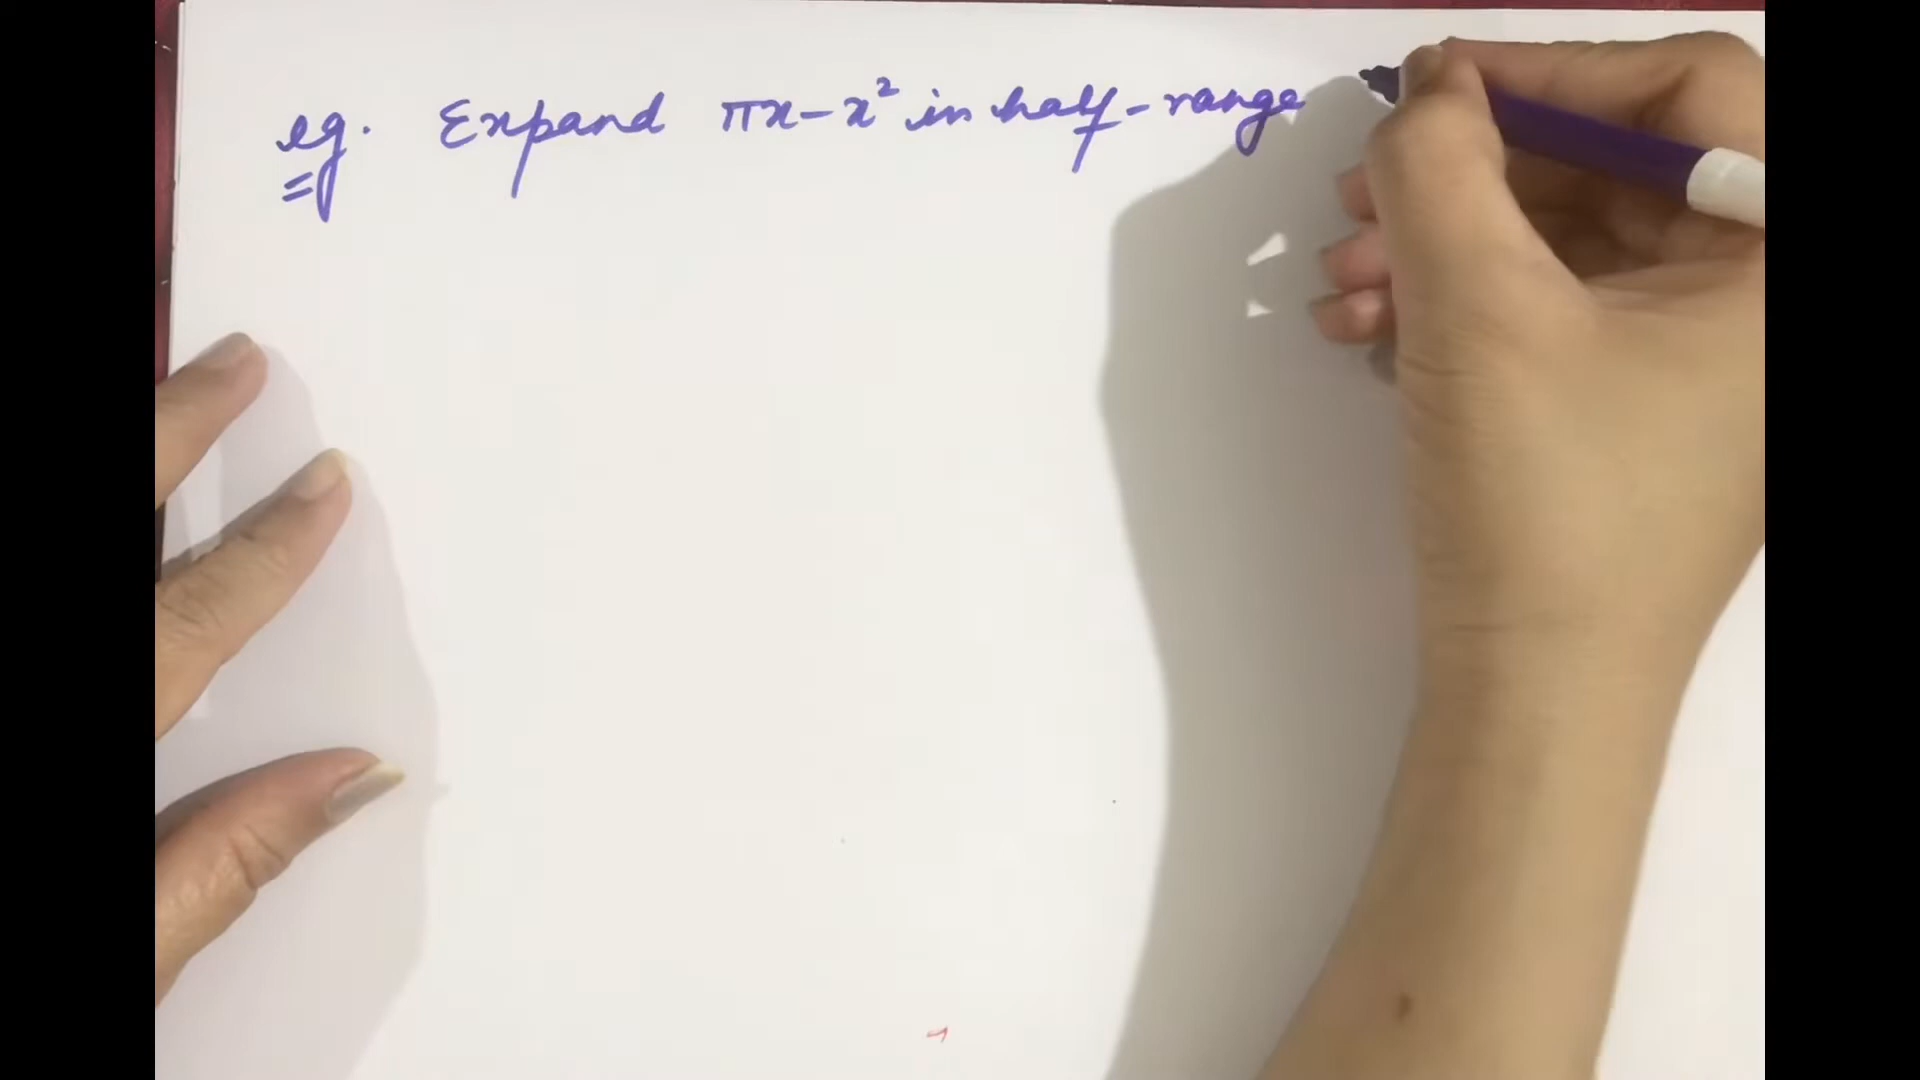 eg. Expand πx - x² in half-range